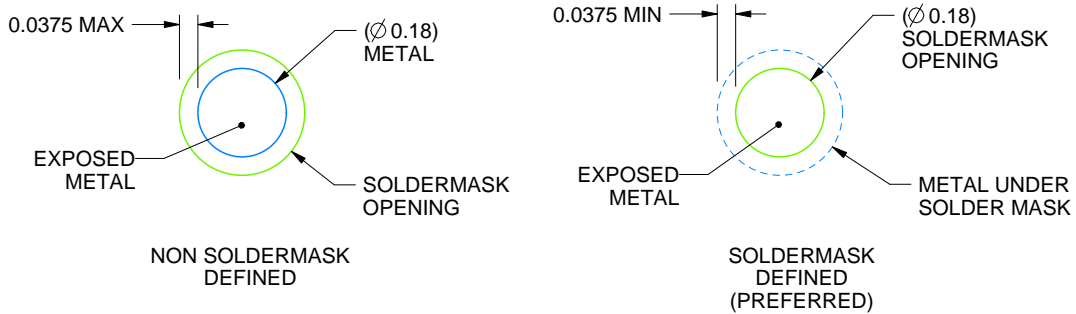 0.0375 MAX
(∅ 0.18)
METAL
EXPOSED
METAL
SOLDERMASK
OPENING
NON SOLDERMASK
DEFINED
0.0375 MIN
(∅ 0.18)
SOLDERMASK
OPENING
EXPOSED
METAL
METAL UNDER
SOLDER MASK
SOLDERMASK
DEFINED
(PREFERRED)